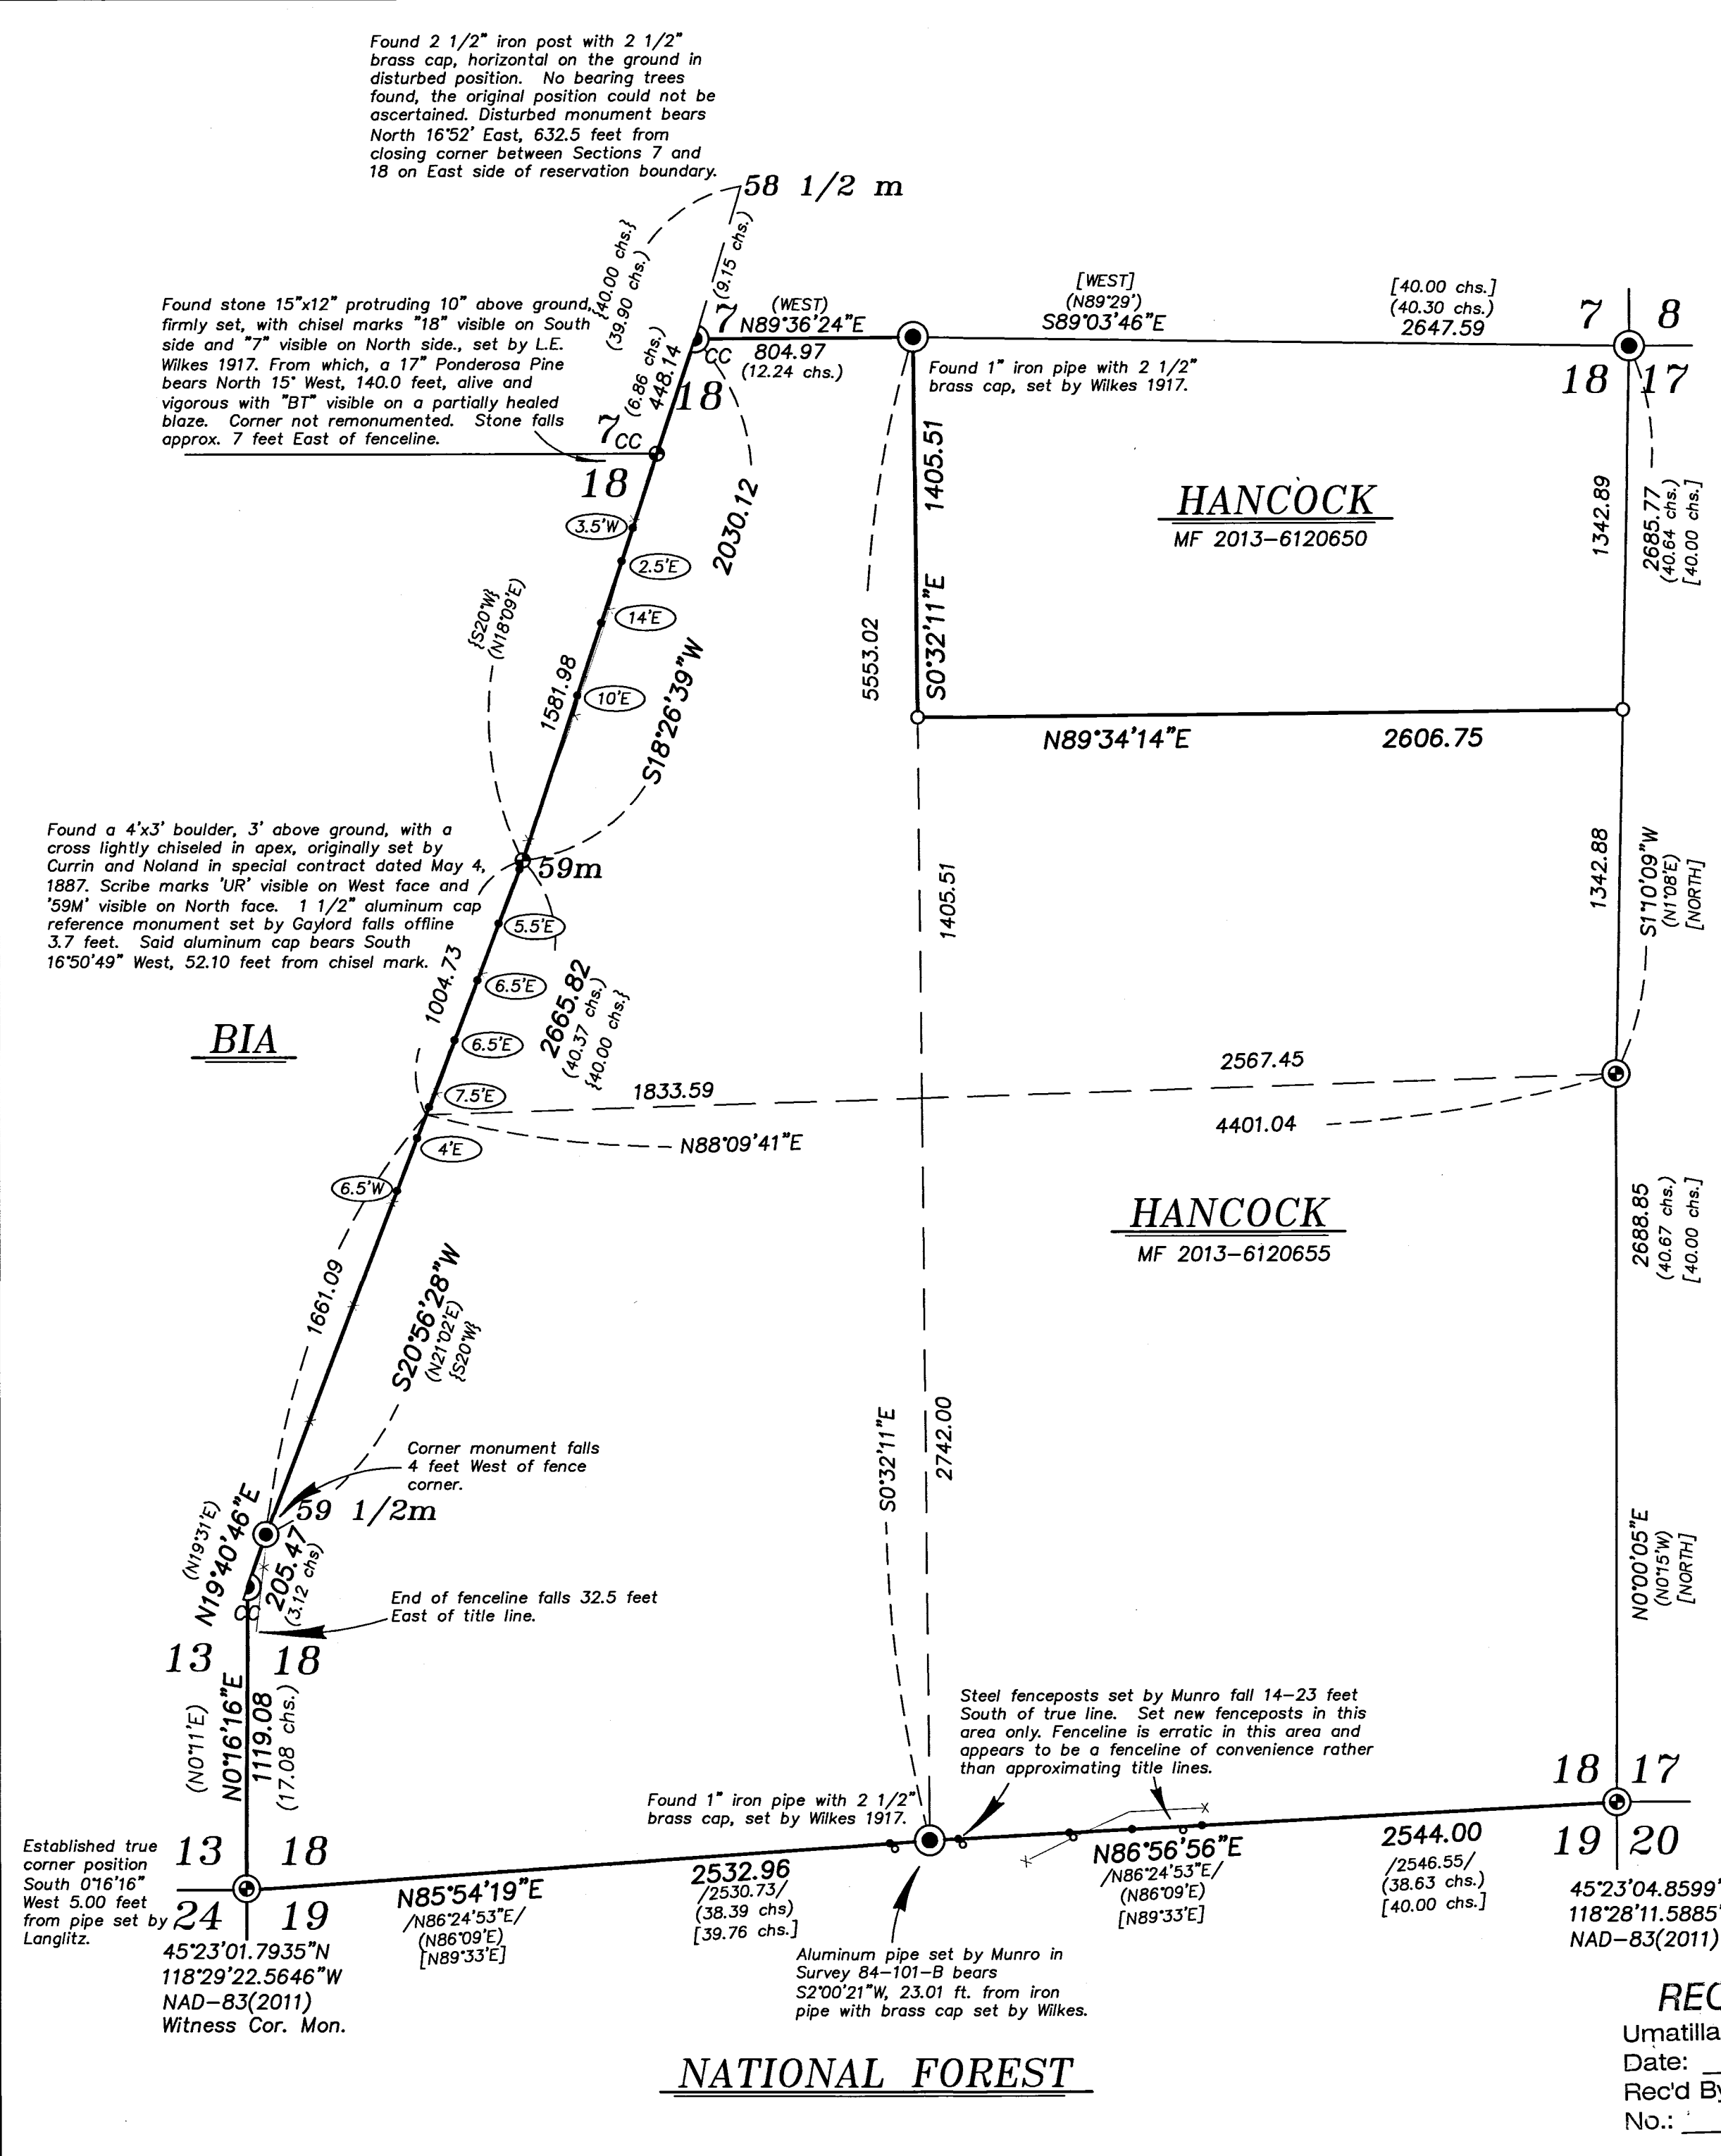 Found 2 1/2" iron post with 2 1/2"
brass cap, horizontal on the ground in
disturbed position. No bearing trees
found, the original position could not be
ascertained. Disturbed monument bears
North 16°52' East, 632.5 feet from
closing corner between Sections 7 and
18 on East side of reservation boundary.
58 1/2 m
{40.00 chs.}
(39.90 chs.)
(9.15 chs.)
Found stone 15"x12" protruding 10" above ground,
firmly set, with chisel marks "18" visible on South
side and "7" visible on North side., set by L.E.
Wilkes 1917. From which, a 17" Ponderosa Pine
bears North 15° West, 140.0 feet, alive and
vigorous with "BT" visible on a partially healed
blaze. Corner not remonumented. Stone falls
approx. 7 feet East of fenceline.
(6.86 chs.)
448.14
7
CC
18
7 CC
18
(WEST)
N89°36'24"E
804.97
(12.24 chs.)
[WEST]
(N89°29')
S89°03'46"E
[40.00 chs.]
(40.30 chs.)
2647.59
7 8
18 17
Found 1" iron pipe with 2 1/2"
brass cap, set by Wilkes 1917.
HANCOCK
MF 2013-6120650
1405.51
S0°32'11"E
5553.02
1342.89
2685.77
(40.64 chs.)
[40.00 chs.]
2030.12
S18°26'39"W
3.5'W
2.5'E
14'E
10'E
{S20°W}
(N18°09'E)
1581.98
N89°34'14"E
2606.75
Found a 4'x3' boulder, 3' above ground, with a
cross lightly chiseled in apex, originally set by
Currin and Noland in special contract dated May 4,
1887. Scribe marks 'UR' visible on West face and
'59M' visible on North face. 1 1/2" aluminum cap
reference monument set by Gaylord falls offline
3.7 feet. Said aluminum cap bears South
16°50'49" West, 52.10 feet from chisel mark.
59m
5.5'E
6.5'E
6.5'E
7.5'E
4'E
6.5'W
1004.73
2665.82
(40.37 chs.)
{40.00 chs.}
1405.51
1342.88
S1°10'09"W
(N1°08'E)
[NORTH]
BIA
1833.59
2567.45
4401.04
N88°09'41"E
HANCOCK
MF 2013-6120655
2688.85
(40.67 chs.)
[40.00 chs.]
1661.09
S20°56'28"W
(N21°02'E)
{S20°W}
S0°32'11"E
2742.00
Corner monument falls
4 feet West of fence
corner.
59 1/2m
(N19°31'E)
N19°40'46"E
205.47
(3.12 chs)
CC
End of fenceline falls 32.5 feet
East of title line.
13 18
(N0°11'E)
N0°16'16"E
1119.08
(17.08 chs.)
N0°00'05"E
(N0°15'W)
[NORTH]
Steel fenceposts set by Munro fall 14-23 feet
South of true line. Set new fenceposts in this
area only. Fenceline is erratic in this area and
appears to be a fenceline of convenience rather
than approximating title lines.
Found 1" iron pipe with 2 1/2"
brass cap, set by Wilkes 1917.
18 17
19 20
Established true
corner position
South 0°16'16"
West 5.00 feet
from pipe set by
Langlitz.
13 18
24 19
N85°54'19"E
/N86°24'53"E/
(N86°09'E)
[N89°33'E]
2532.96
/2530.73/
(38.39 chs)
[39.76 chs.]
N86°56'56"E
/N86°24'53"E/
(N86°09'E)
[N89°33'E]
2544.00
/2546.55/
(38.63 chs.)
[40.00 chs.]
45°23'01.7935"N
118°29'22.5646"W
NAD-83(2011)
Witness Cor. Mon.
Aluminum pipe set by Munro in
Survey 84-101-B bears
S2°00'21"W, 23.01 ft. from iron
pipe with brass cap set by Wilkes.
45°23'04.8599"
118°28'11.5885"
NAD-83(2011)
NATIONAL FOREST
Umatilla
Date:
Rec'd By
No.: